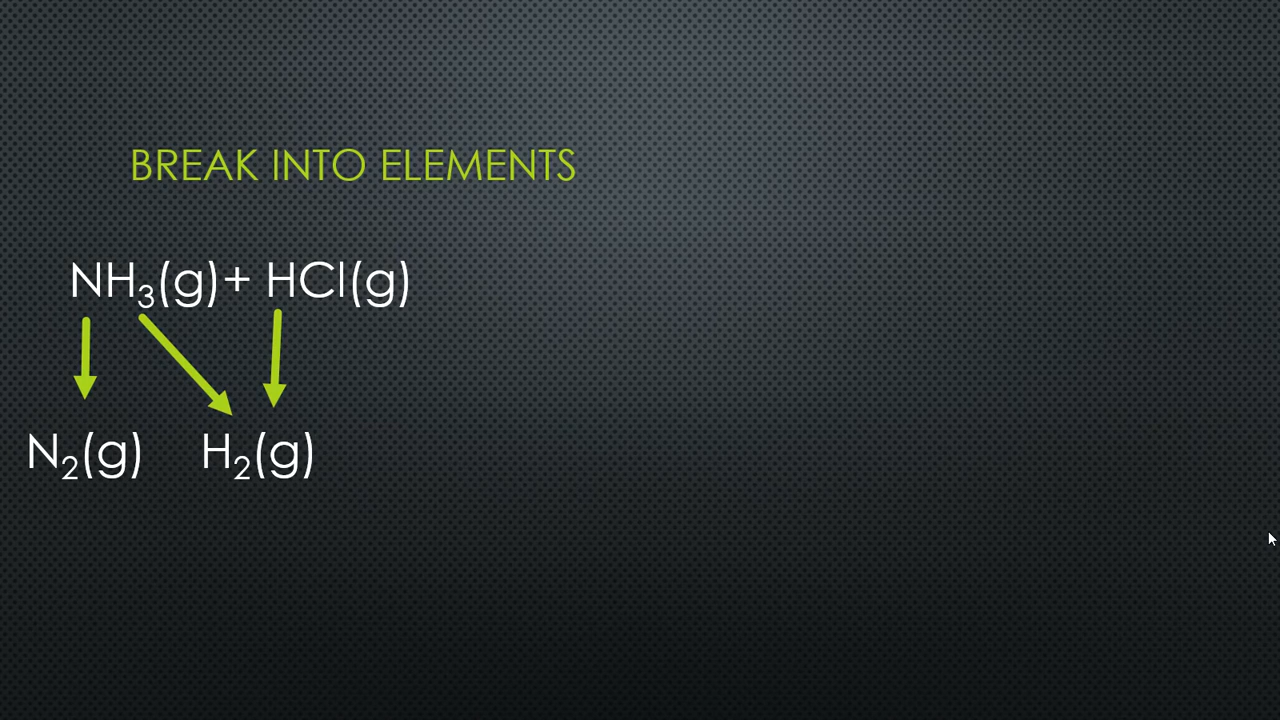 BREAK INTO ELEMENTS
NH₃(g)+ HCl(g)
N₂(g) H₂(g)